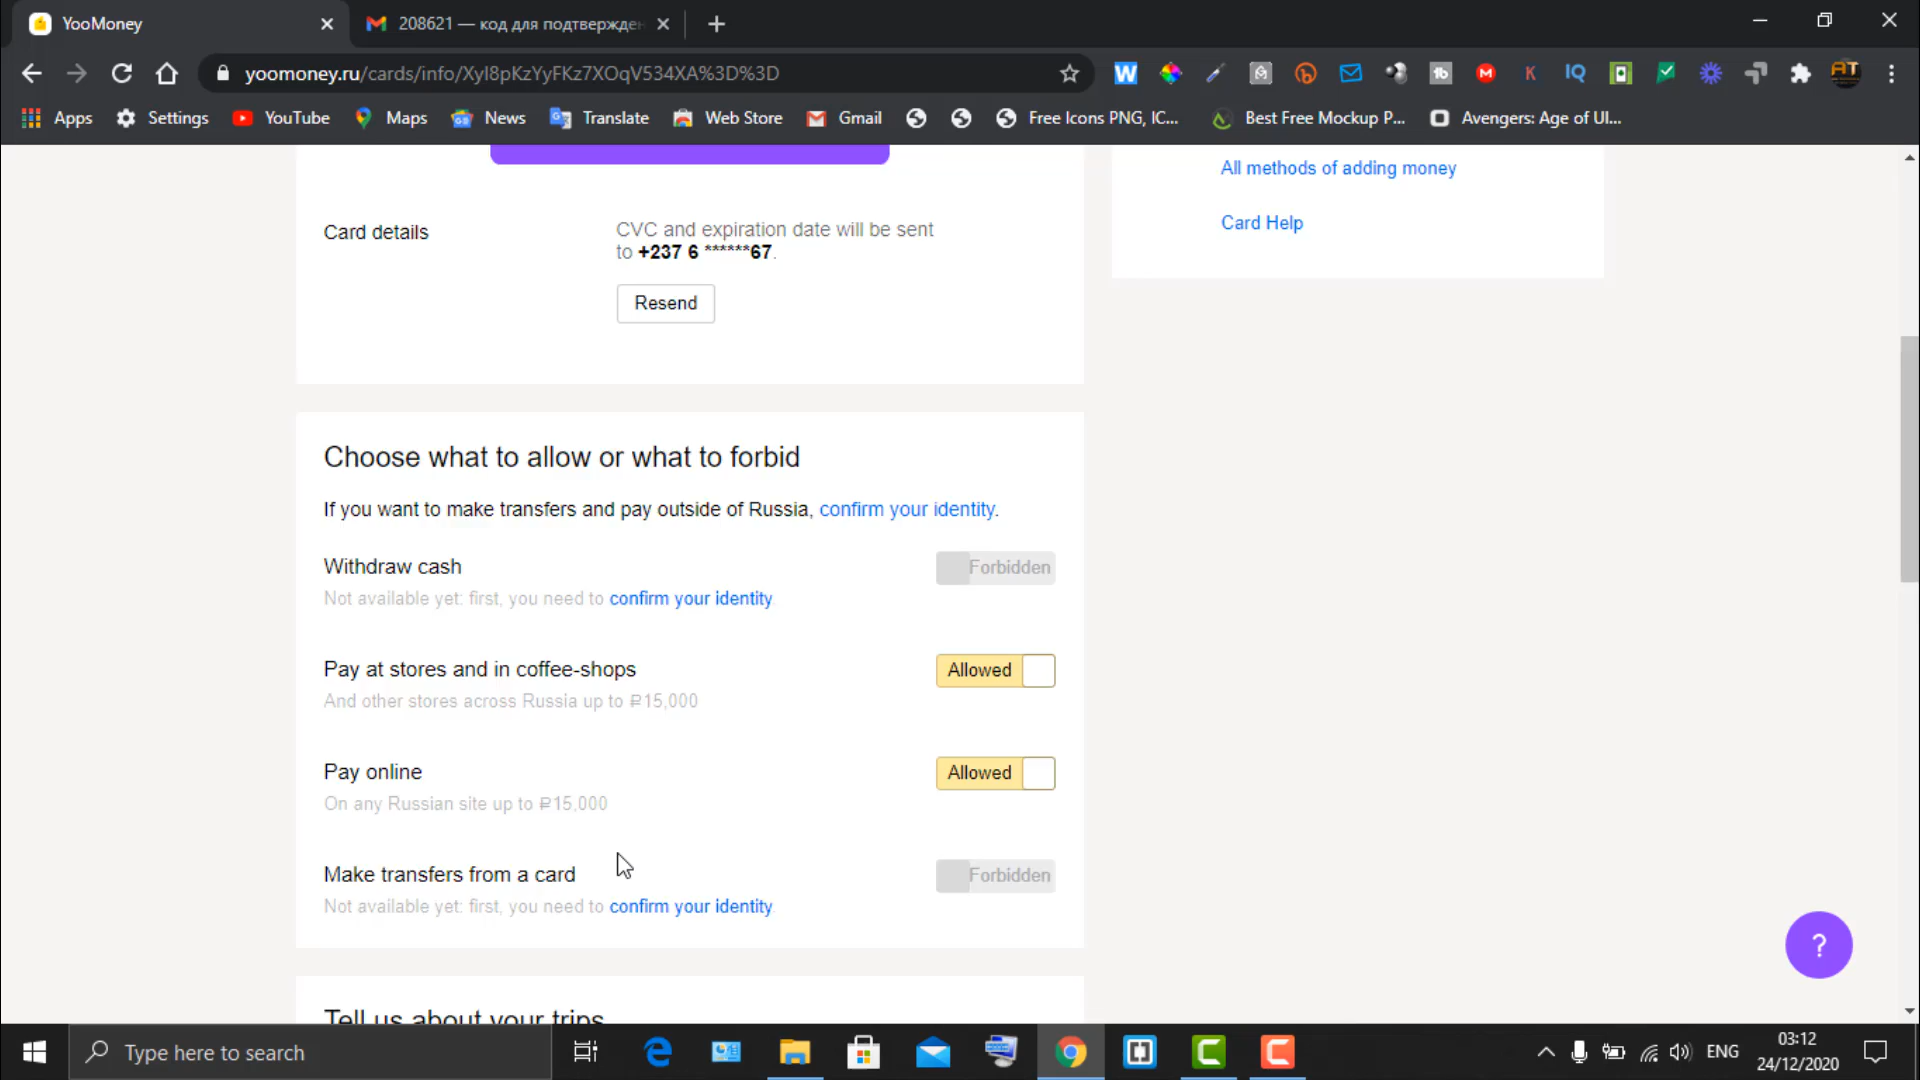 YooMoney
208621 — код для подтвержден
yoomoney.ru/cards/info/XyI8pKzYyFKz7XOqV534XA%3D%3D
Apps
Settings
YouTube
Maps
News
Translate
Web Store
Gmail
Free Icons PNG, IC...
Best Free Mockup P...
Avengers: Age of Ul...
All methods of adding money
Card Help
Card details
CVC and expiration date will be sent
to +237 6 ******67.
Resend
Choose what to allow or what to forbid
If you want to make transfers and pay outside of Russia, confirm your identity.
Withdraw cash
Forbidden
Not available yet: first, you need to confirm your identity
Pay at stores and in coffee-shops
Allowed
And other stores across Russia up to ₽15,000
Pay online
Allowed
On any Russian site up to ₽15,000
Make transfers from a card
Forbidden
Not available yet: first, you need to confirm your identity
?
Tell us about your trips
Type here to search
ENG
03:12
24/12/2020